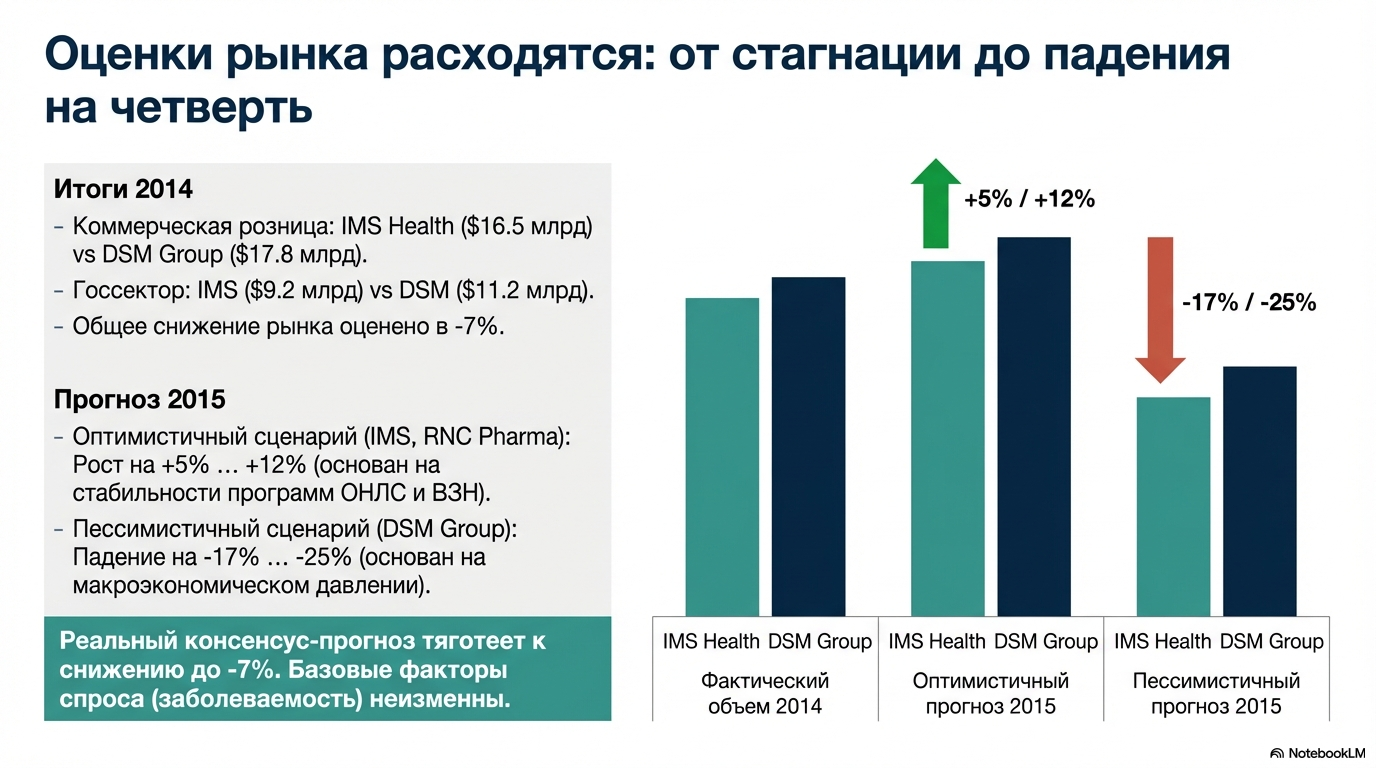 Оценки рынка расходятся: от стагнации до падения
на четверть
Итоги 2014
– Коммерческая розница: IMS Health ($16.5 млрд)
vs DSM Group ($17.8 млрд).
– Госсектор: IMS ($9.2 млрд) vs DSM ($11.2 млрд).
– Общее снижение рынка оценено в -7%.
Прогноз 2015
– Оптимистичный сценарий (IMS, RNC Pharma):
Рост на +5% … +12% (основан на
стабильности программ ОНЛС и ВЗН).
– Пессимистичный сценарий (DSM Group):
Падение на -17% … -25% (основан на
макроэкономическом давлении).
Реальный консенсус-прогноз тяготеет к
снижению до -7%. Базовые факторы
спроса (заболеваемость) неизменны.
+5% / +12%
-17% / -25%
IMS Health DSM Group
Фактический
объем 2014
IMS Health DSM Group
Оптимистичный
прогноз 2015
IMS Health DSM Group
Пессимистичный
прогноз 2015
NotebookLM